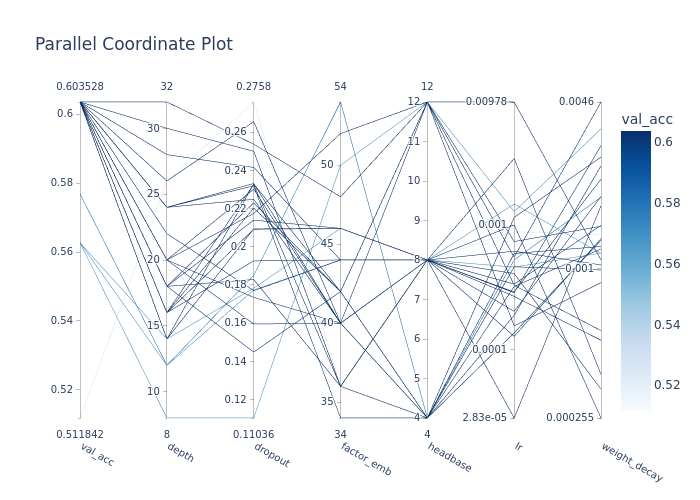 Parallel Coordinate Plot
0.603528 32 0.2758 54 12
val_acc
0.6 0.58 0.56 0.54 0.52
0.511842
val_acc
30 25 20 15 10
8
depth
0.26 0.24 0.22 0.2 0.18 0.16 0.14 0.12
0.11036
dropout
50 45 40 35
34
factor_emb
12 11 10 9 8 7 6 5 4
4
headbase
0.00978 0.001 0.0001 2.83e-05
lr
0.0046 0.001 0.000255
weight_decay
0.6
0.58
0.56
0.54
0.52